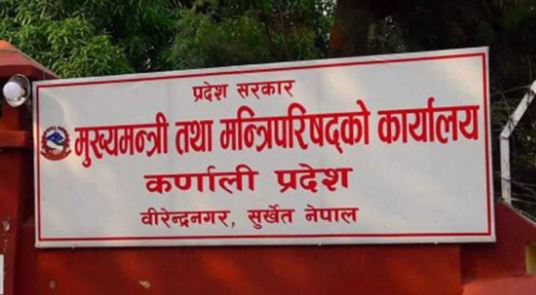 प्रदेश सरकार
मुख्यमन्त्री तथा मन्त्रिपरिषद्को कार्यालय
कर्णाली प्रदेश
वीरेन्द्रनगर, सुर्खेत नेपाल